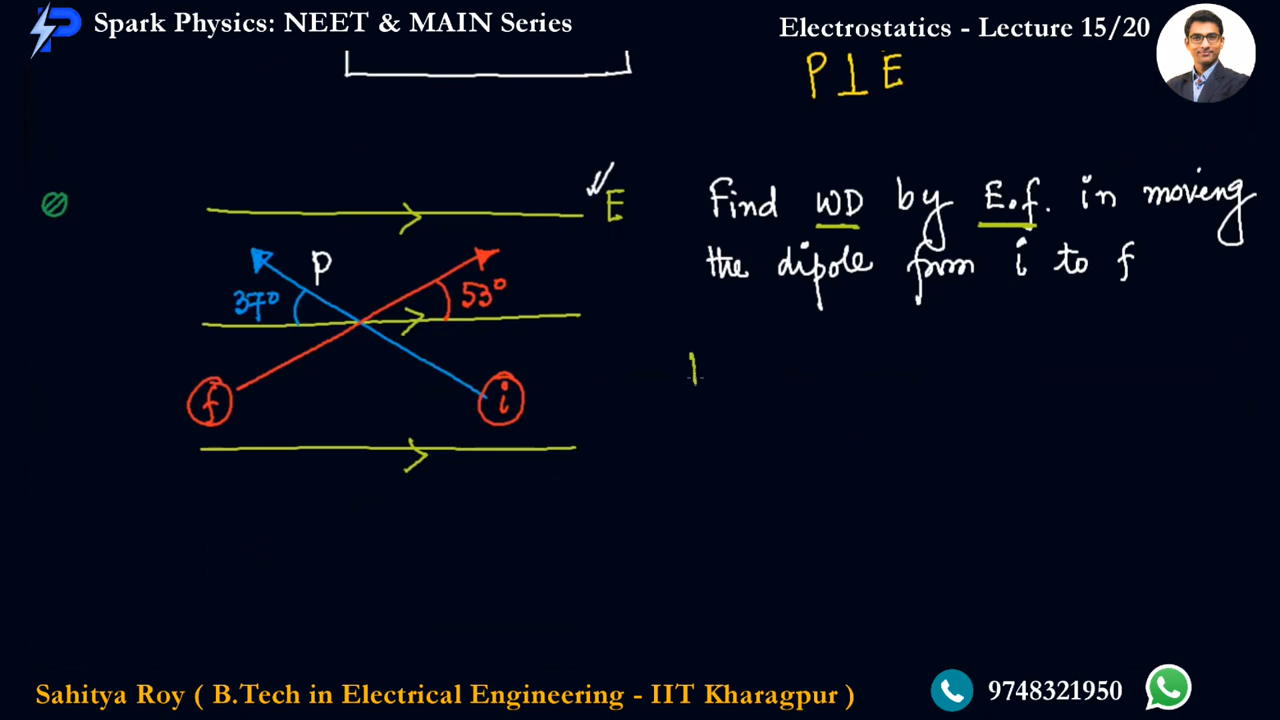 Spark Physics: NEET & MAIN Series
Electrostatics - Lecture 15/20
P ⊥ E
E
Find WD by E.f. in moving
the dipole from i to f
p
37°
53°
f
i
Sahitya Roy ( B.Tech in Electrical Engineering - IIT Kharagpur )
9748321950